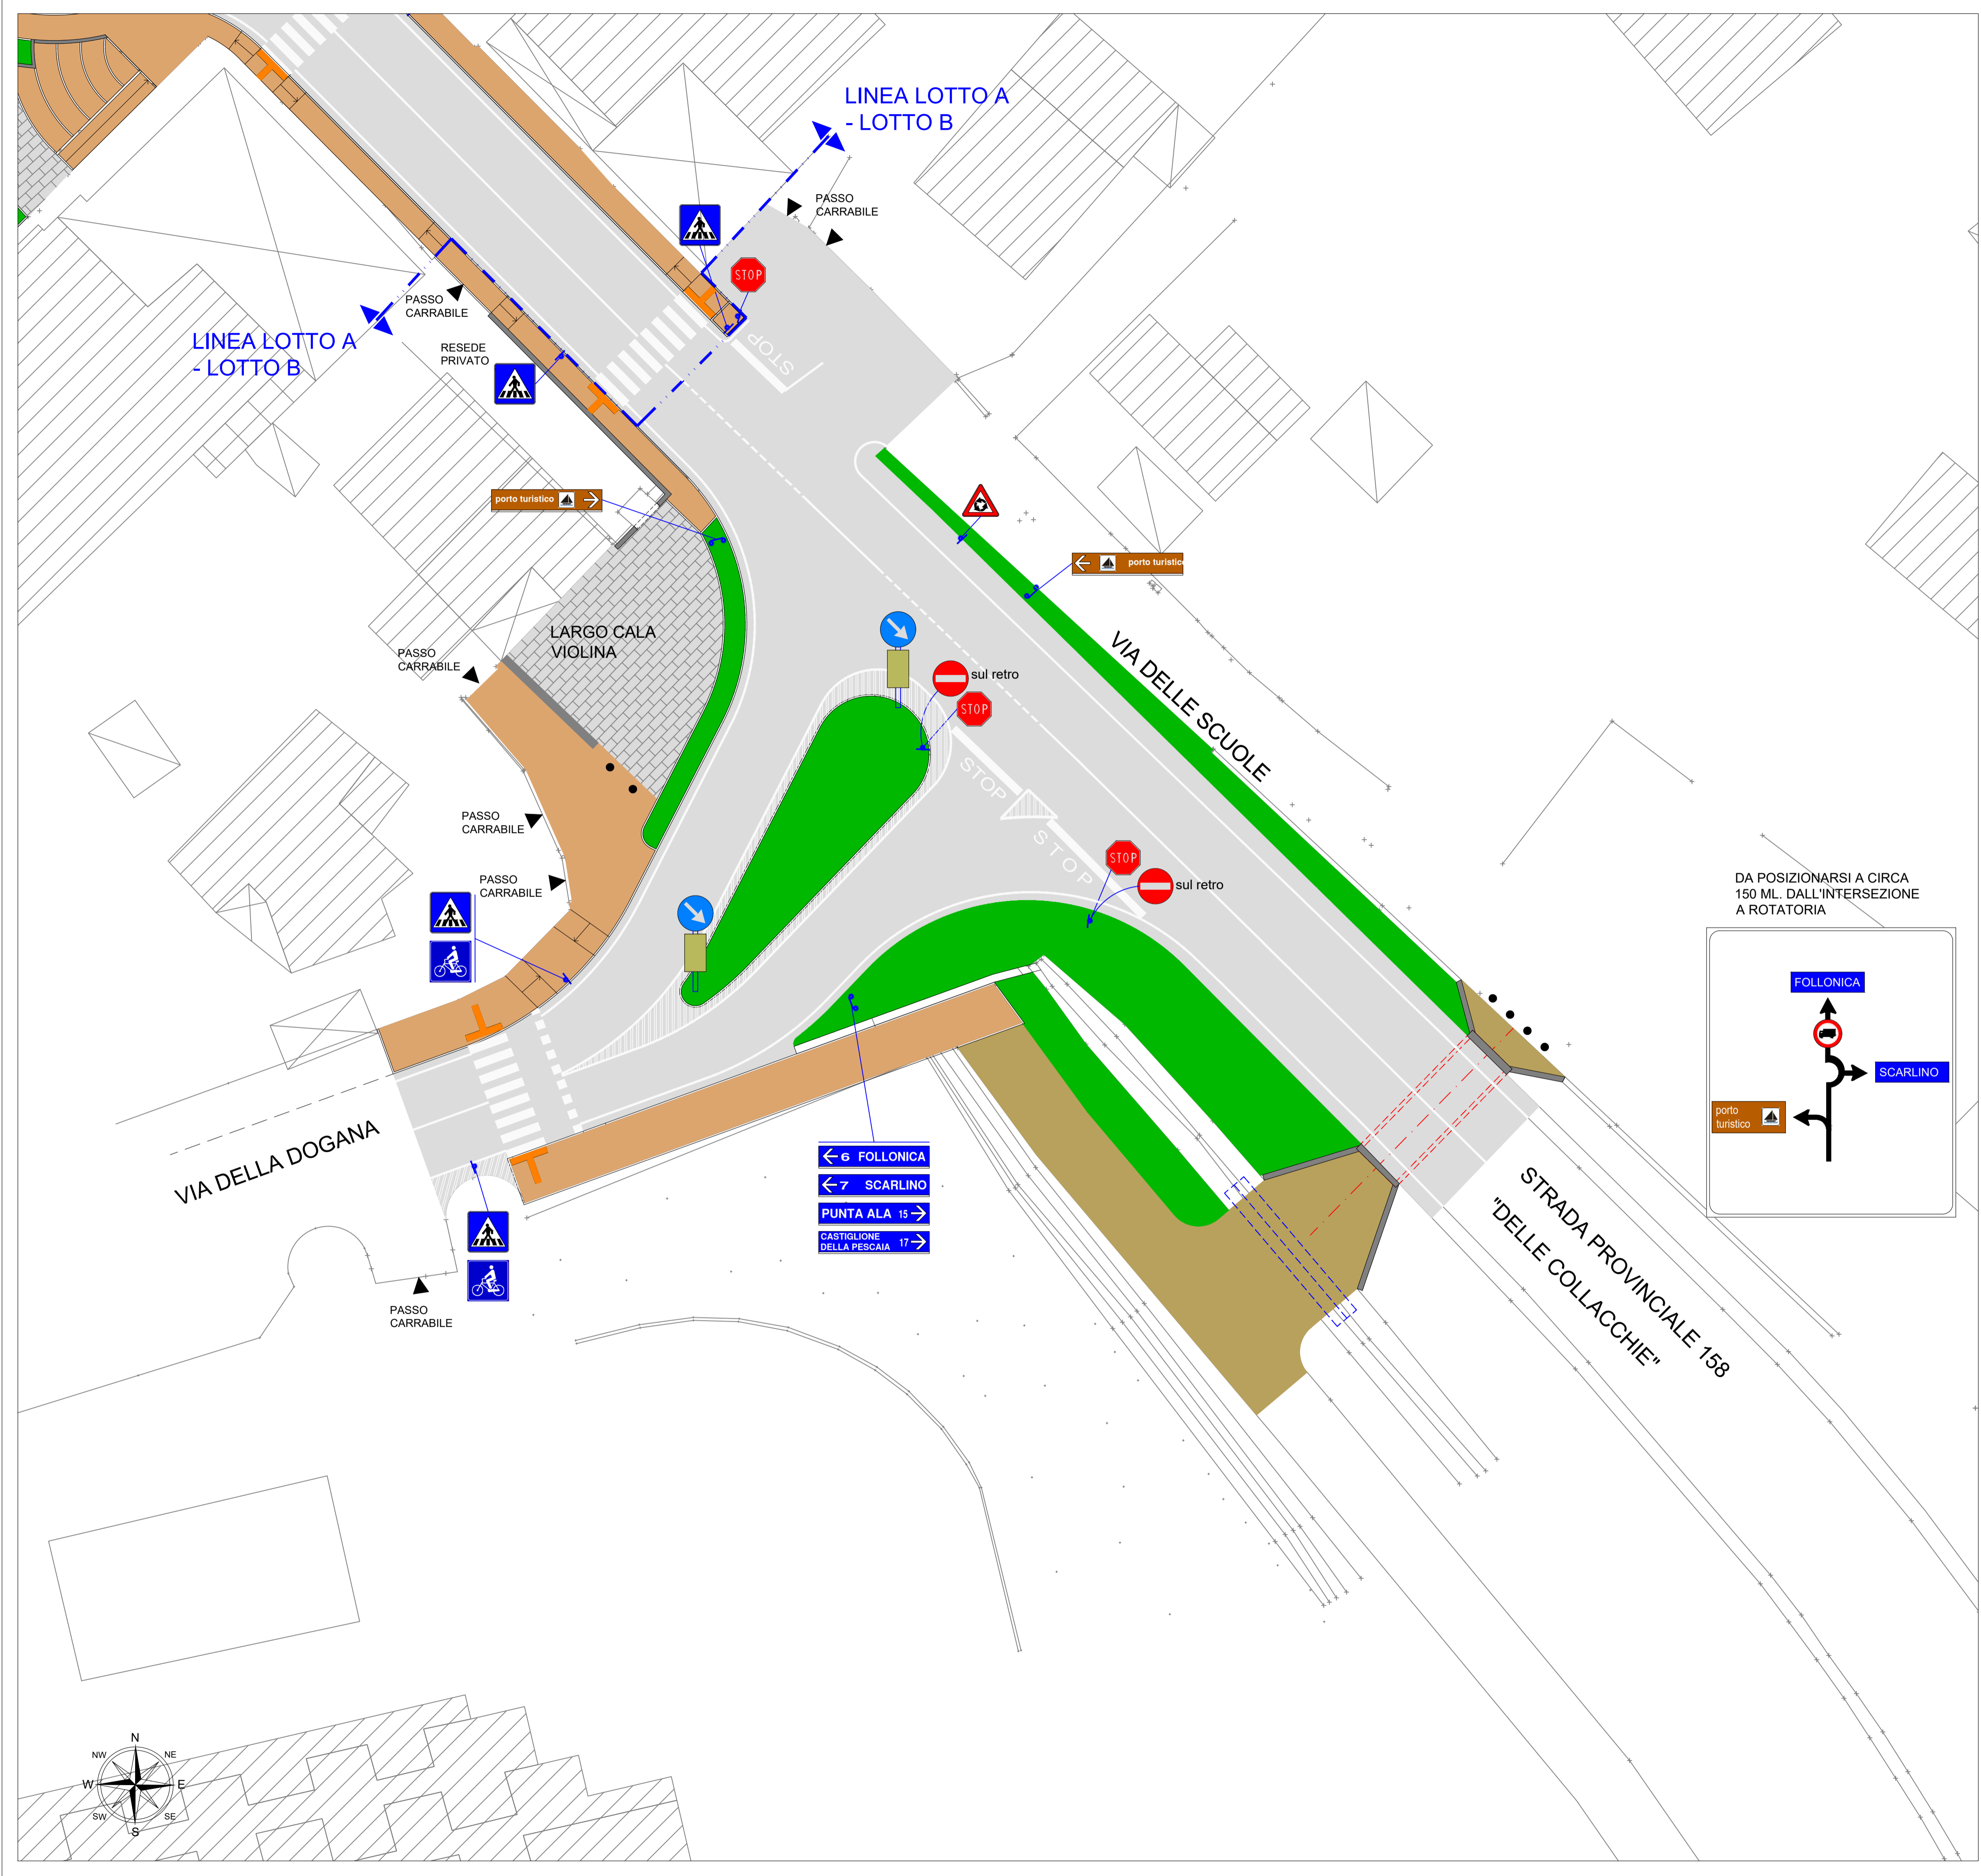 LINEA LOTTO A
- LOTTO B
PASSO
CARRABILE
STOP
STOP
LINEA LOTTO A
- LOTTO B
PASSO
CARRABILE
RESEDE
PRIVATO
porto turistico
porto turistico
LARGO CALA
VIOLINA
PASSO
CARRABILE
VIA DELLE SCUOLE
sul retro
STOP
STOP
PASSO
CARRABILE
STOP
STOP
sul retro
PASSO
CARRABILE
DA POSIZIONARSI A CIRCA
150 ML. DALL'INTERSEZIONE
A ROTATORIA
FOLLONICA
SCARLINO
porto
turistico
VIA DELLA DOGANA
6 FOLLONICA
7 SCARLINO
PUNTA ALA 15
CASTIGLIONE
DELLA PESCAIA 17
STRADA PROVINCIALE 158
"DELLE COLLACCHIE"
PASSO
CARRABILE
N
NW NE
W E
SW SE
S